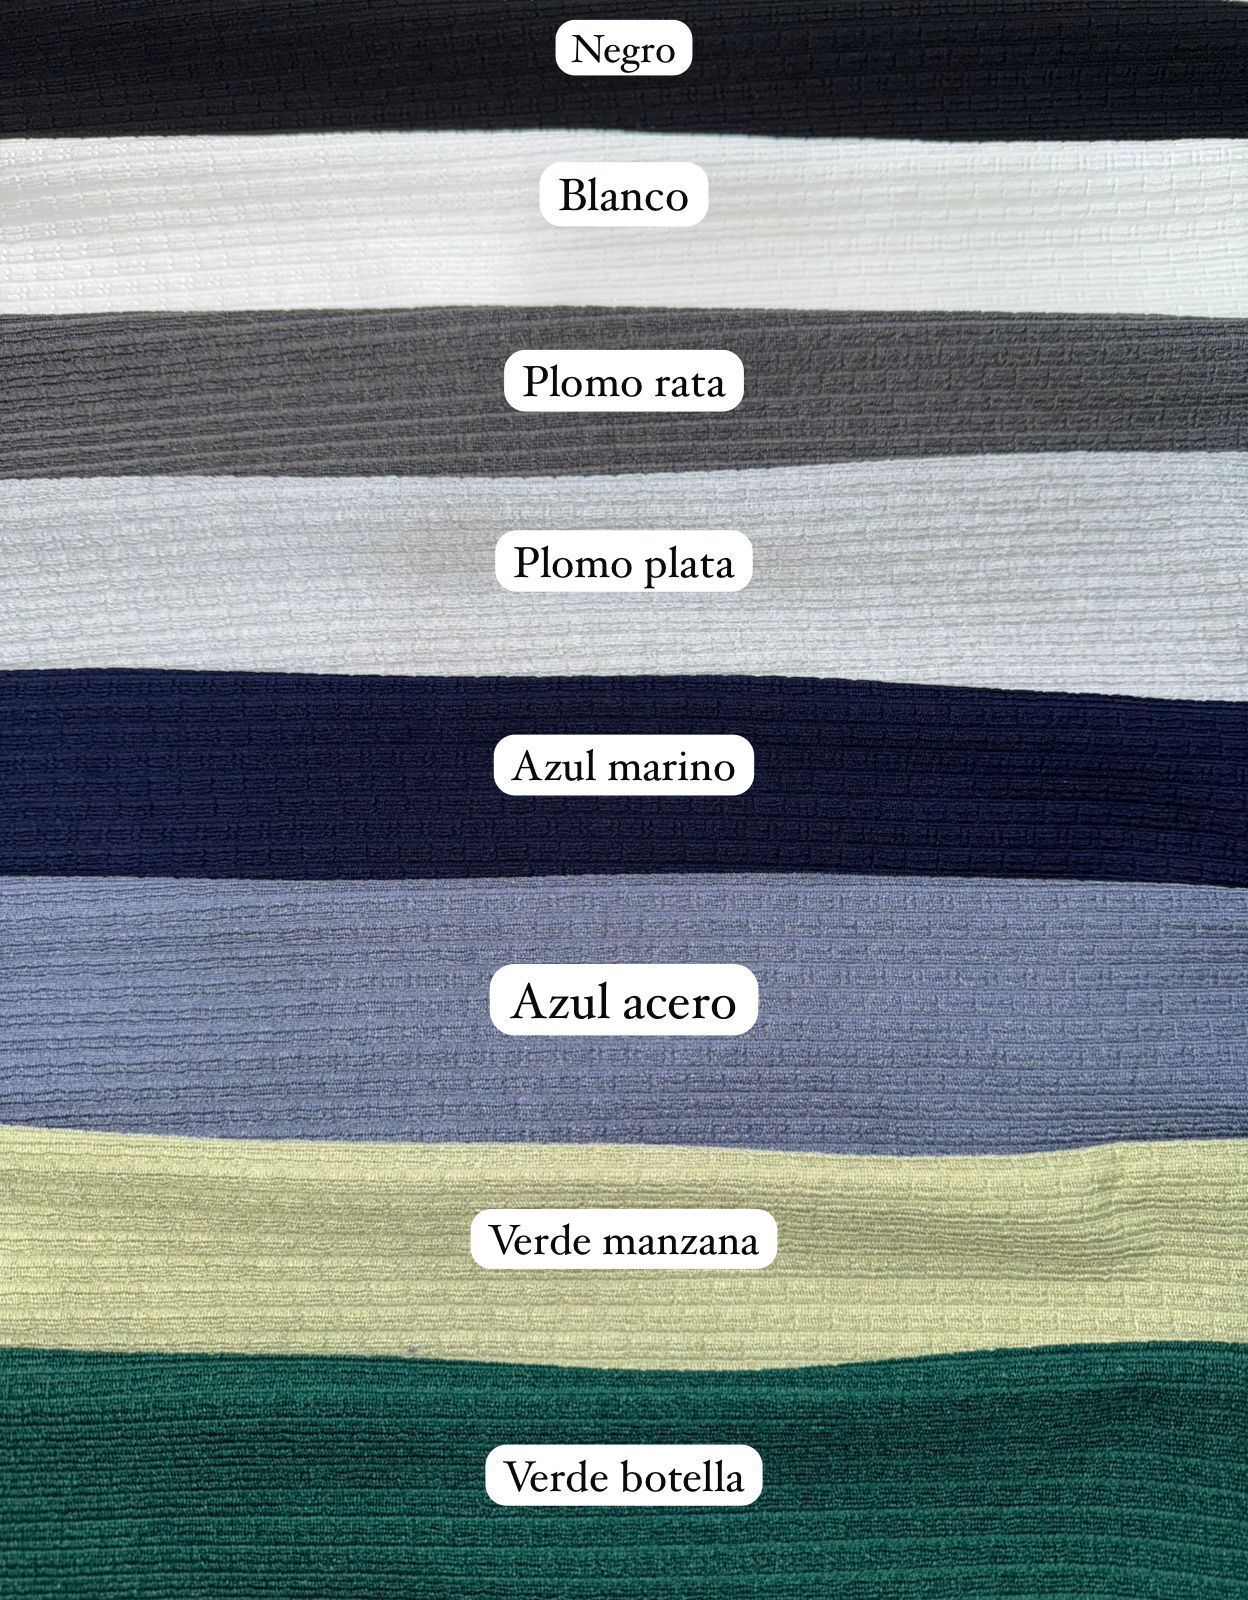 Negro
Blanco
Plomo rata
Plomo plata
Azul marino
Azul acero
Verde manzana
Verde botella